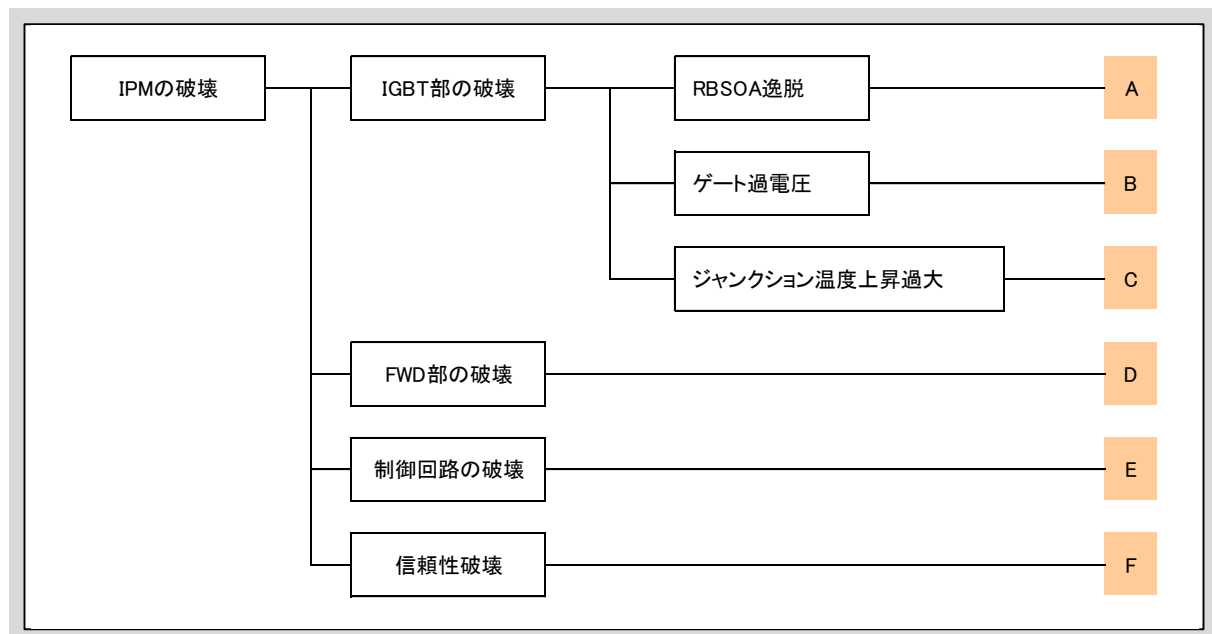 IPMの破壊
IGBT部の破壊
RBSOA逸脱
A
ゲート過電圧
B
ジャンクション温度上昇過大
C
FWD部の破壊
D
制御回路の破壊
E
信頼性破壊
F